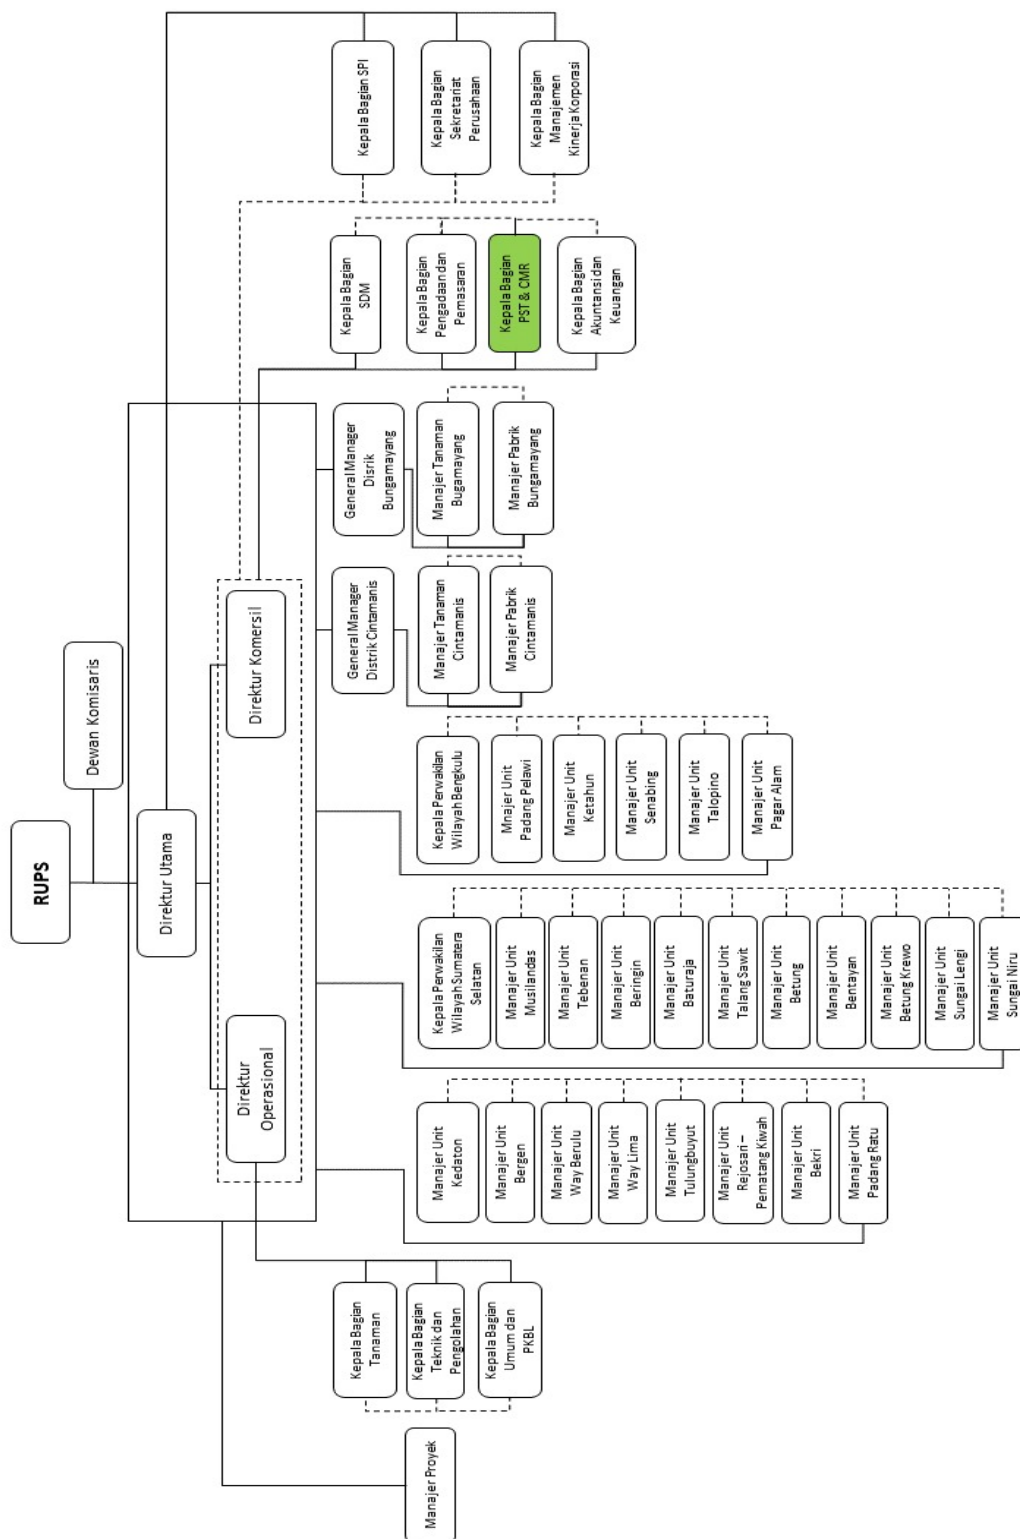 RUPS
Dewan Komisaris
Direktur Utama
Direktur
Operasional
Direktur Komersil
Manajer Proyek
Kepala Bagian
Tanaman
Kepala Bagian
Teknik dan
Pengolahan
Kepala Bagian
Umum dan
PKBL
Manajer Unit
Kedaton
Manajer Unit
Bergen
Manajer Unit
Way Berulu
Manajer Unit
Way Lima
Manajer Unit
Tulungbuyut
Manajer Unit
Rejosari –
Pematang Kiwah
Manajer Unit
Bekri
Manajer Unit
Padang Ratu
Kepala Perwakilan
Wilayah Sumatera
Selatan
Manajer Unit
Musilandas
Manajer Unit
Tebenan
Manajer Unit
Beringin
Manajer Unit
Baturaja
Manajer Unit
Talang Sawit
Manajer Unit
Betung
Manajer Unit
Bentayan
Manajer Unit
Betung Krewo
Manajer Unit
Sungai Lengi
Manajer Unit
Sungai Niru
Kepala Perwakilan
Wilayah Bengkulu
Mnajer Unit
Padang Pelawi
Manajer Unit
Ketahun
Manajer Unit
Senabing
Manajer Unit
Talopino
Manajer Unit
Pagar Alam
General Manager
Distrik Cintamanis
Manajer Tanaman
Cintamanis
Manajer Pabrik
Cintamanis
General Manager
Disrik
Bungamayang
Manajer Tanaman
Bugamayang
Manajer Pabrik
Bungamayang
Kepala Bagian
SDM
Kepala Bagian
Pengadaan dan
Pemasaran
Kepala Bagian
PST & CMR
Kepala Bagian
Akuntansi dan
Keuangan
Kepala Bagian SPI
Kepala Bagian
Sekretariat
Perusahaan
Kepala Bagian
Manajemen
Kinerja Korporasi